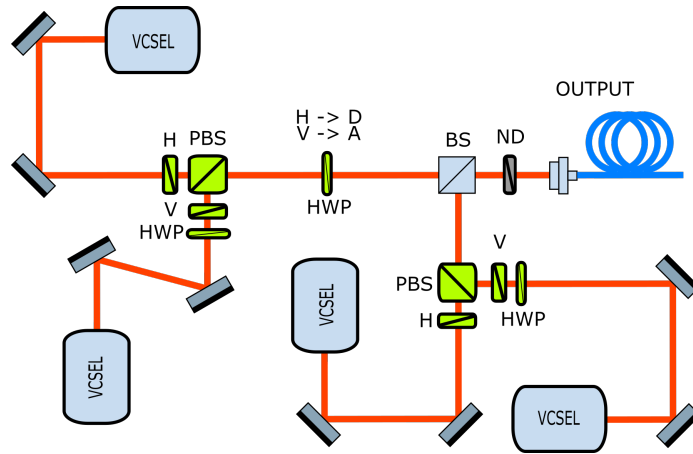 VCSEL
OUTPUT
H -> D
V -> A
H
PBS
BS
ND
V
HWP
HWP
V
PBS
HWP
H
VCSEL
VCSEL
VCSEL